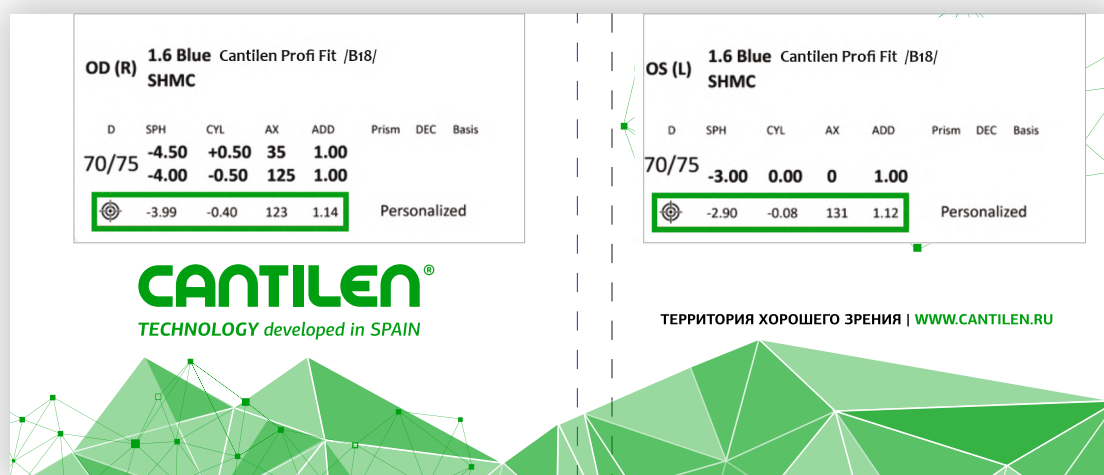 OD (R) 1.6 Blue Cantilen Profi Fit /B18/
SHMC
D SPH CYL AX ADD Prism DEC Basis
70/75
-4.50 +0.50 35 1.00
-4.00 -0.50 125 1.00
-3.99 -0.40 123 1.14 Personalized
OS (L) 1.6 Blue Cantilen Profi Fit /B18/
SHMC
D SPH CYL AX ADD Prism DEC Basis
70/75
-3.00 0.00 0 1.00
-2.90 -0.08 131 1.12 Personalized
CANTILEN®
TECHNOLOGY developed in SPAIN
ТЕРРИТОРИЯ ХОРОШЕГО ЗРЕНИЯ | WWW.CANTILEN.RU